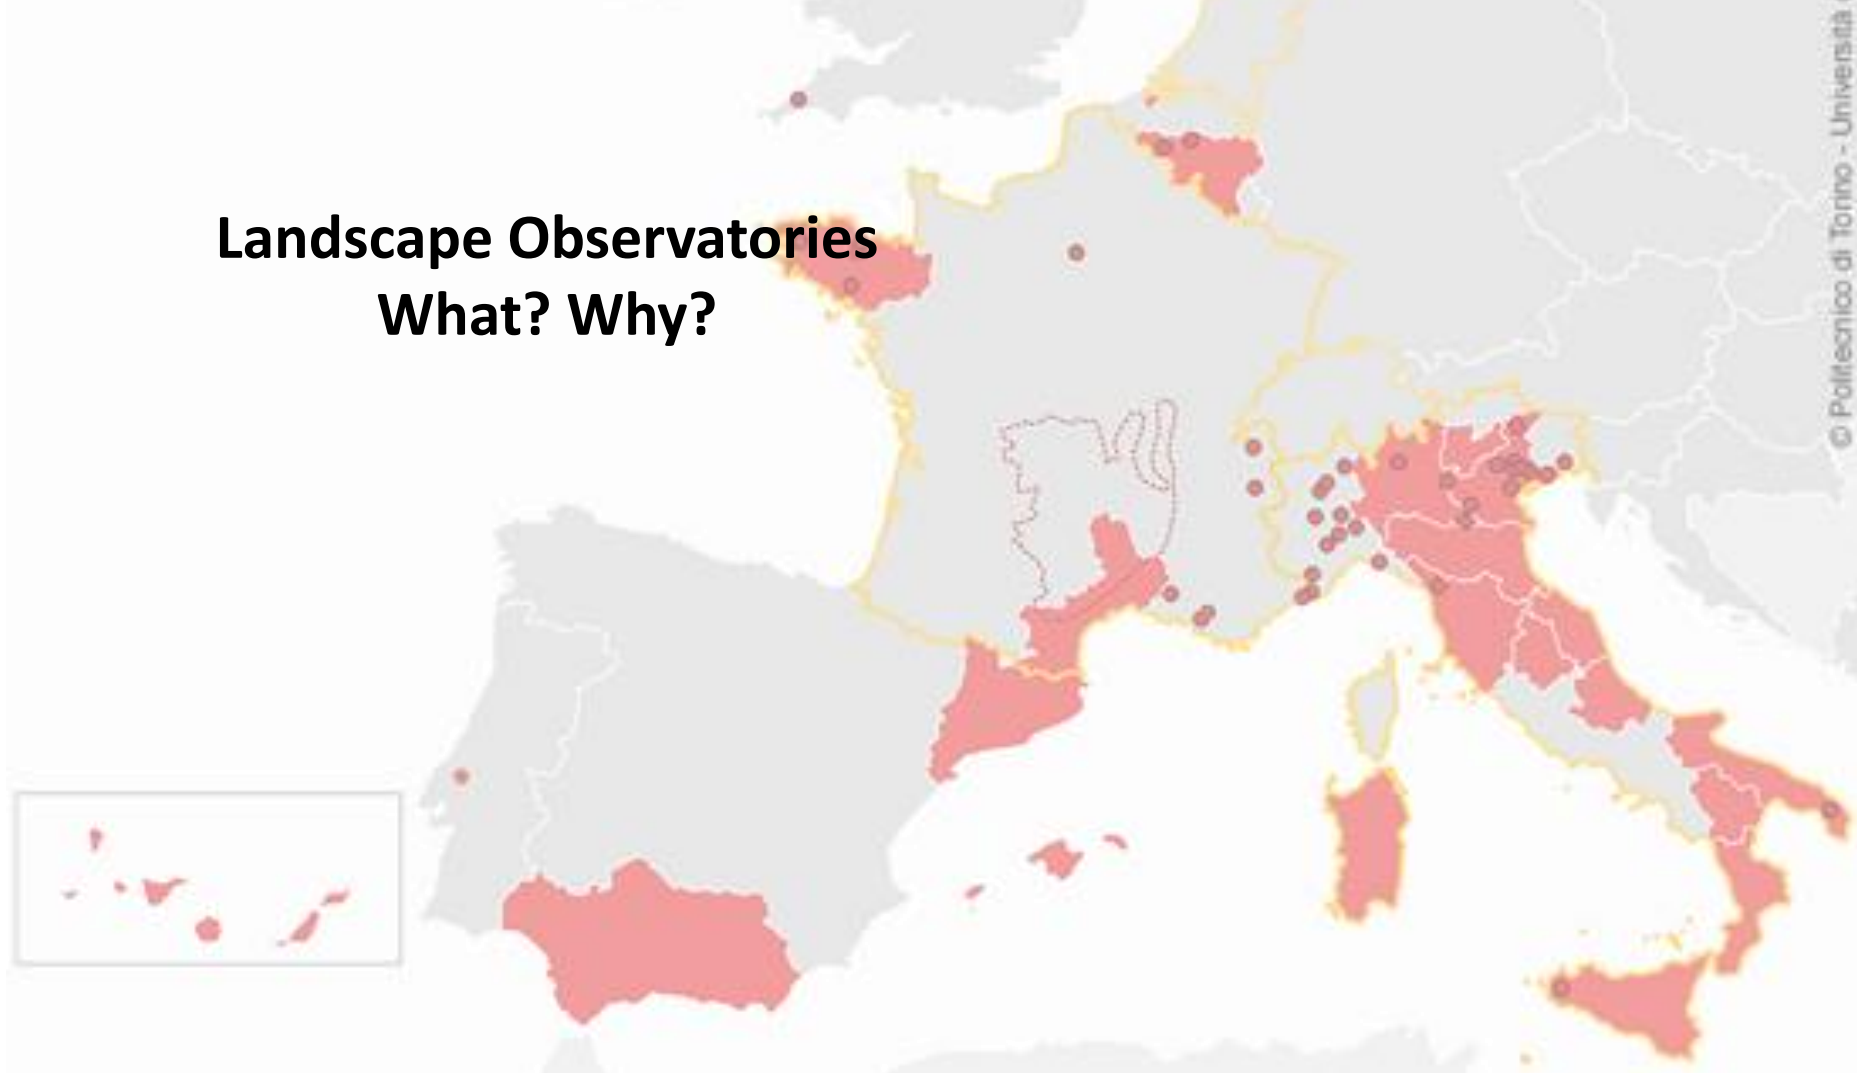 Landscape Observatories
What? Why?
© Politecnico di Torino - Università